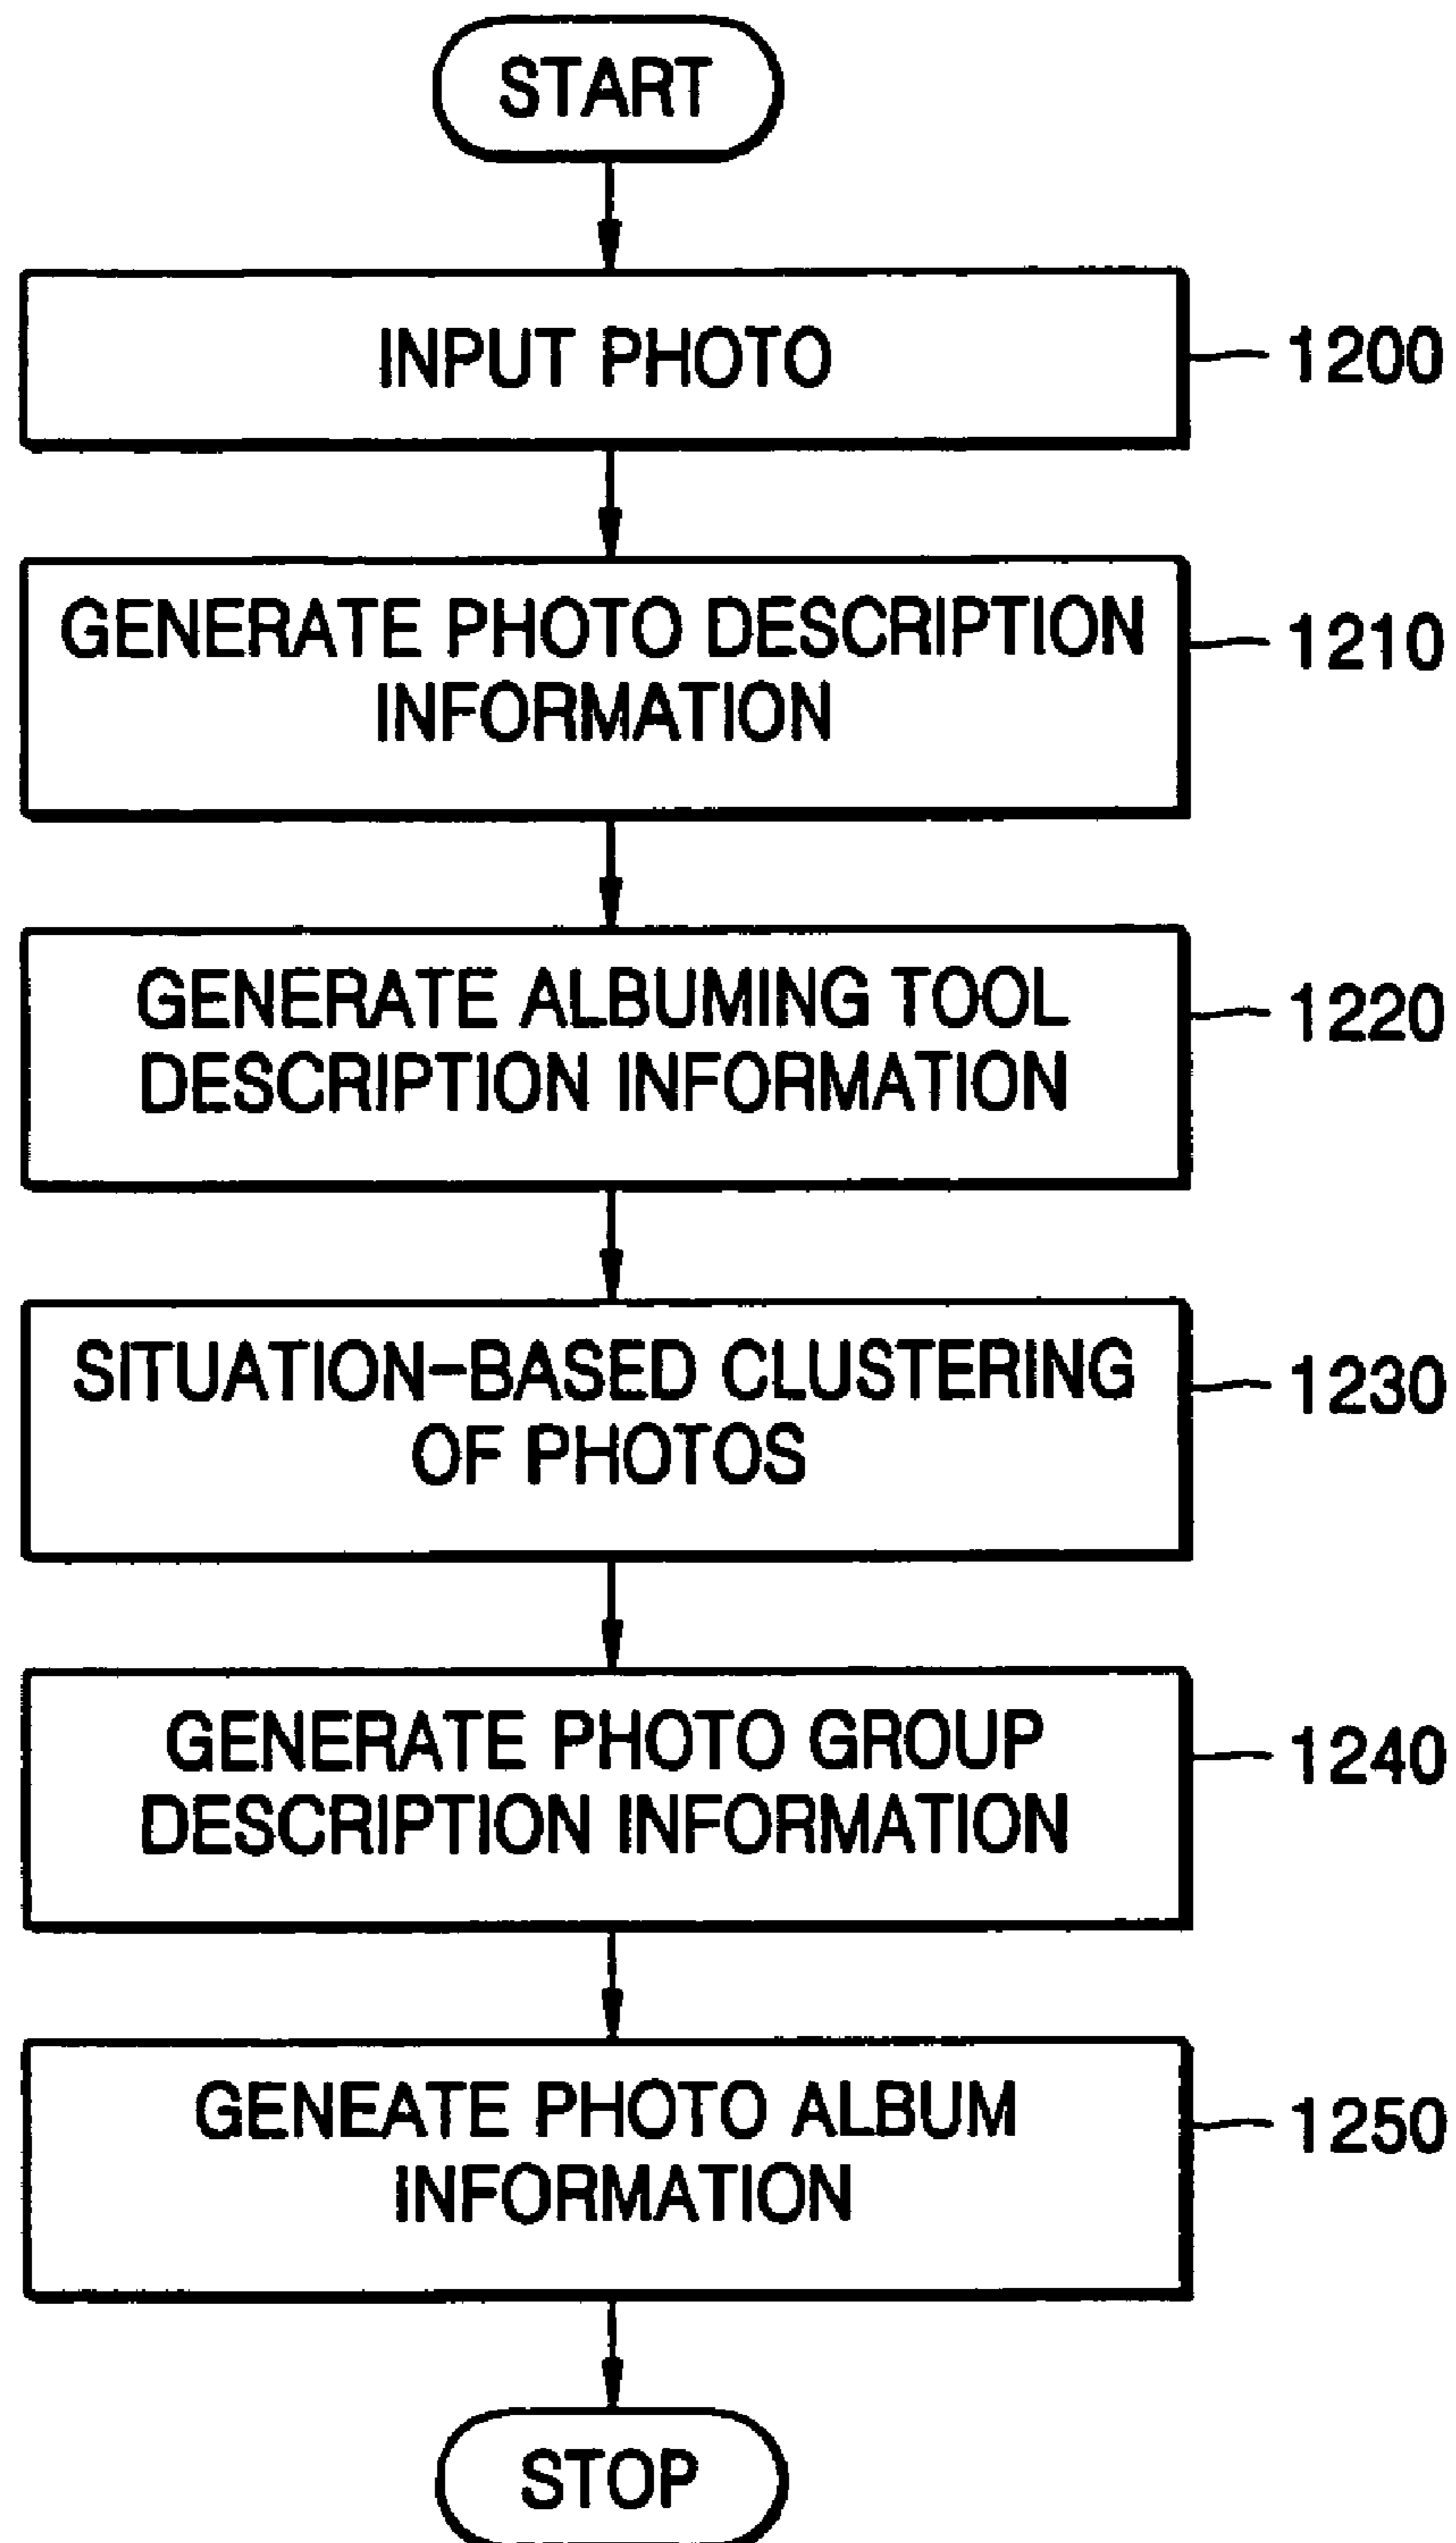 START
INPUT PHOTO
1200
GENERATE PHOTO DESCRIPTION
INFORMATION
1210
GENERATE ALBUMING TOOL
DESCRIPTION INFORMATION
1220
SITUATION-BASED CLUSTERING
OF PHOTOS
1230
GENERATE PHOTO GROUP
DESCRIPTION INFORMATION
1240
GENEATE PHOTO ALBUM
INFORMATION
1250
STOP